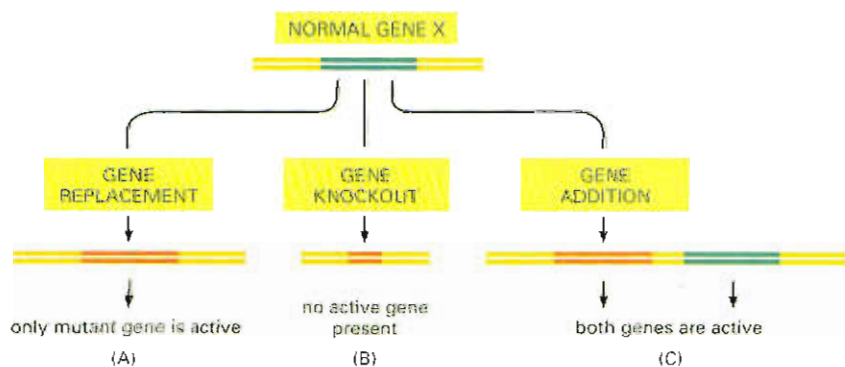 NORMAL GENE X
GENE
REPLACEMENT
GENE
KNOCKOUT
GENE
ADDITION
only mutant gene is active
no active gene
present
both genes are active
(A)
(B)
(C)